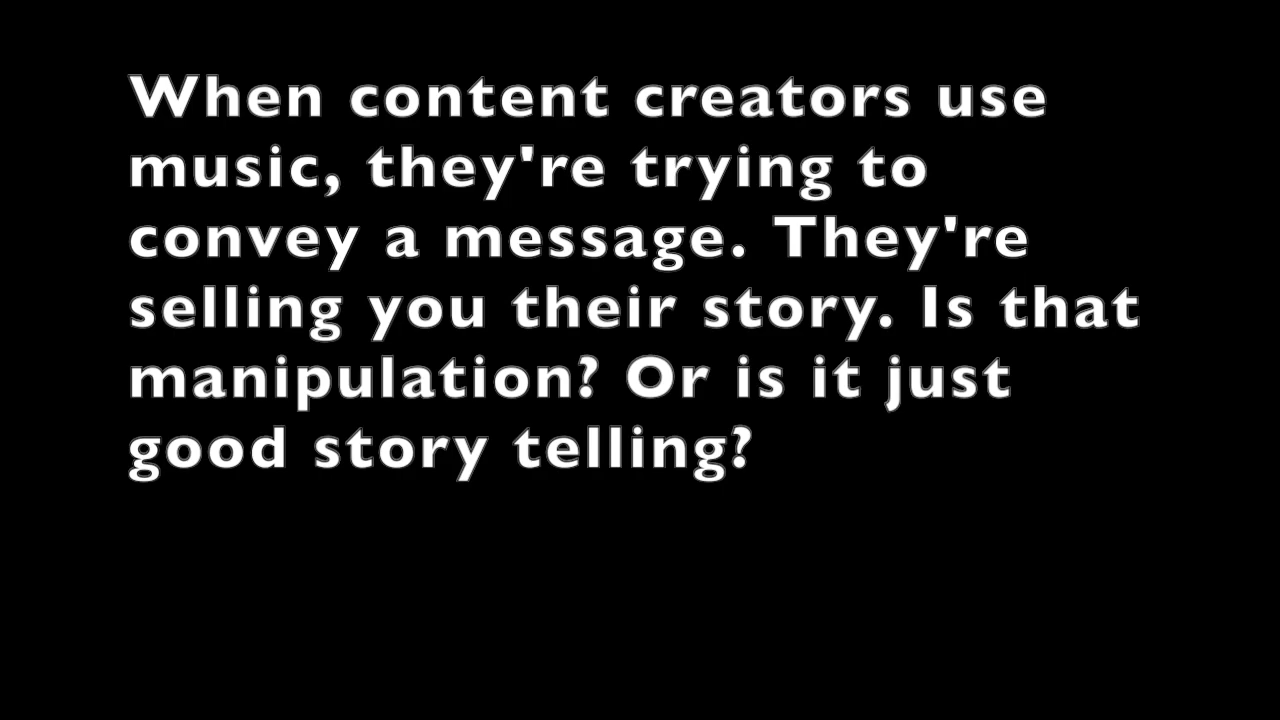 When content creators use
music, they're trying to
convey a message. They're
selling you their story. Is that
manipulation? Or is it just
good story telling?